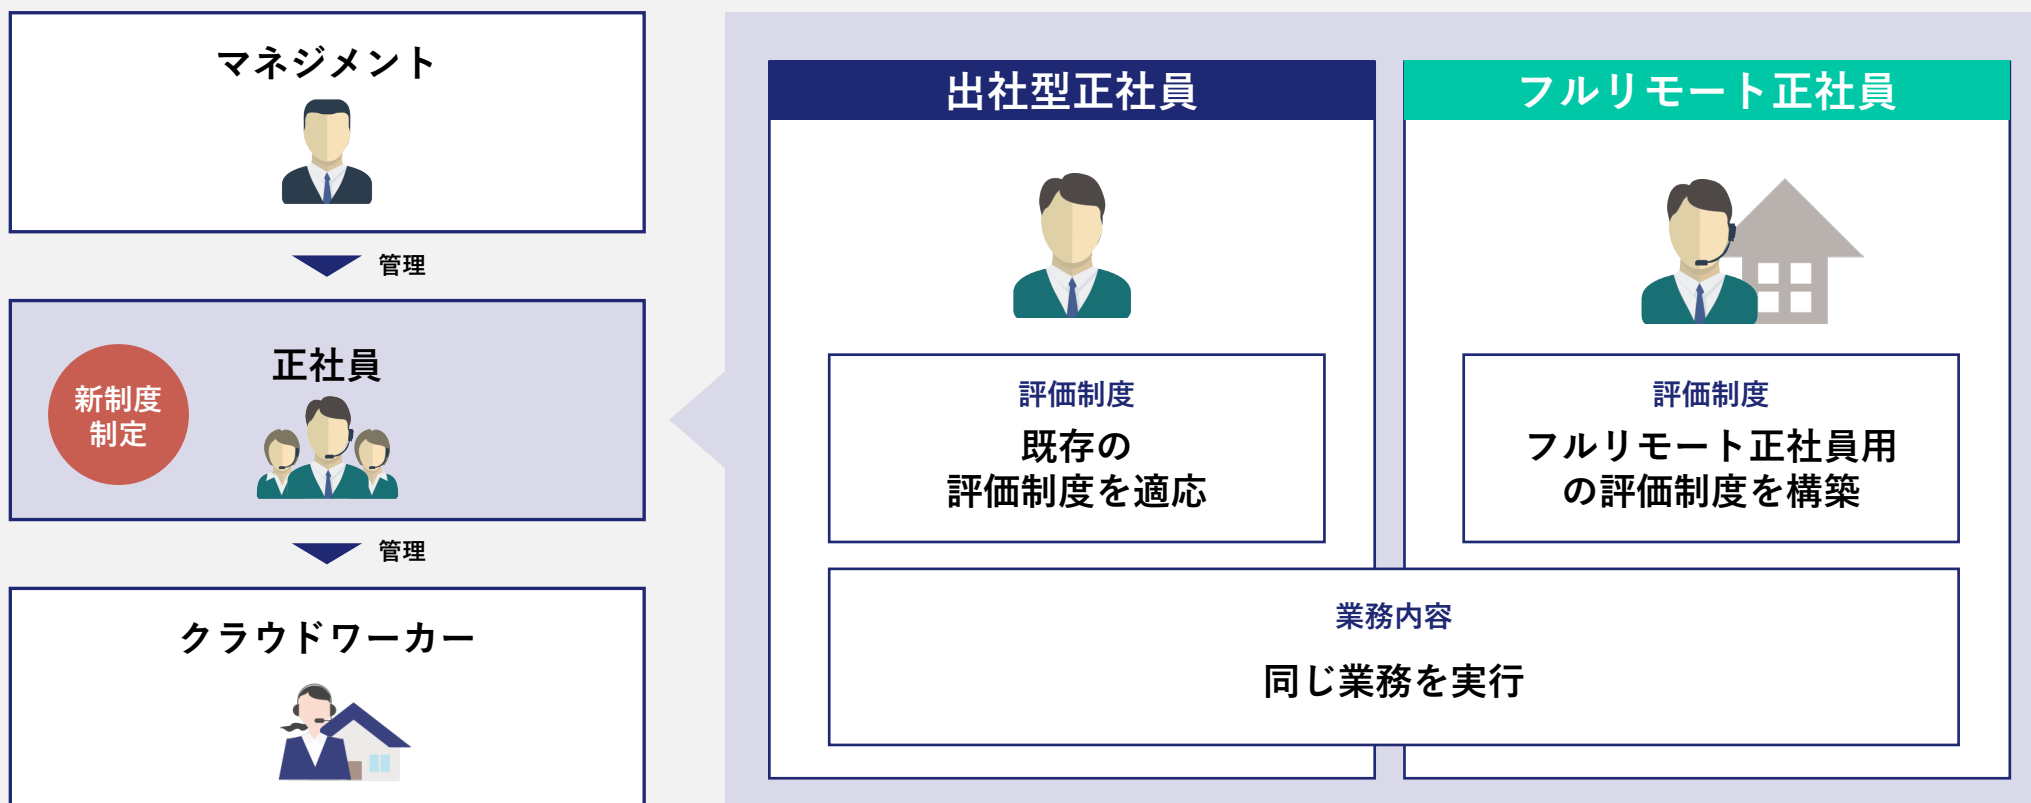 マネジメント
管理
新制度
制定
正社員
管理
クラウドワーカー
出社型正社員
評価制度
既存の
評価制度を適応
フルリモート正社員
評価制度
フルリモート正社員用
の評価制度を構築
業務内容
同じ業務を実行